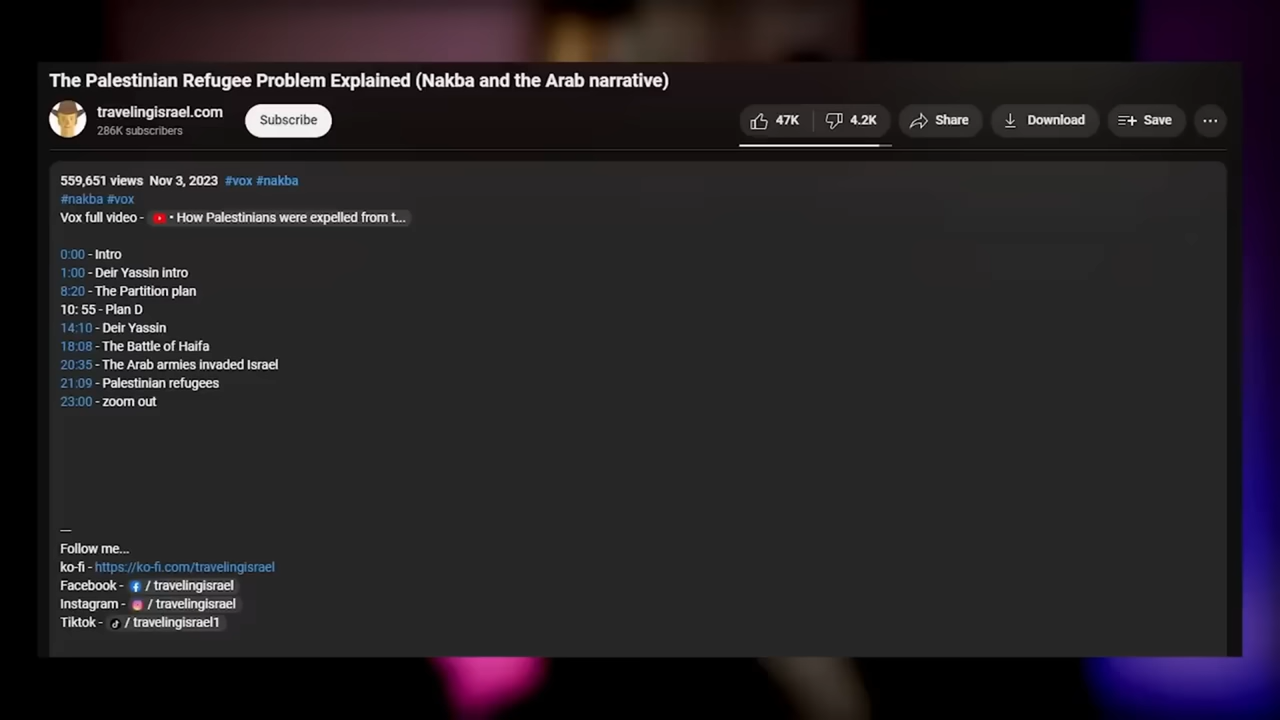 The Palestinian Refugee Problem Explained (Nakba and the Arab narrative)
travelingisrael.com
286K subscribers
Subscribe
47K
4.2K
Share
Download
Save
559,651 views Nov 3, 2023 #vox #nakba
#nakba #vox
Vox full video - • How Palestinians were expelled from t...
0:00 - Intro
1:00 - Deir Yassin intro
8:20 - The Partition plan
10: 55 - Plan D
14:10 - Deir Yassin
18:08 - The Battle of Haifa
20:35 - The Arab armies invaded Israel
21:09 - Palestinian refugees
23:00 - zoom out
—
Follow me...
ko-fi - https://ko-fi.com/travelingisrael
Facebook - / travelingisrael
Instagram - / travelingisrael
Tiktok - / travelingisrael1